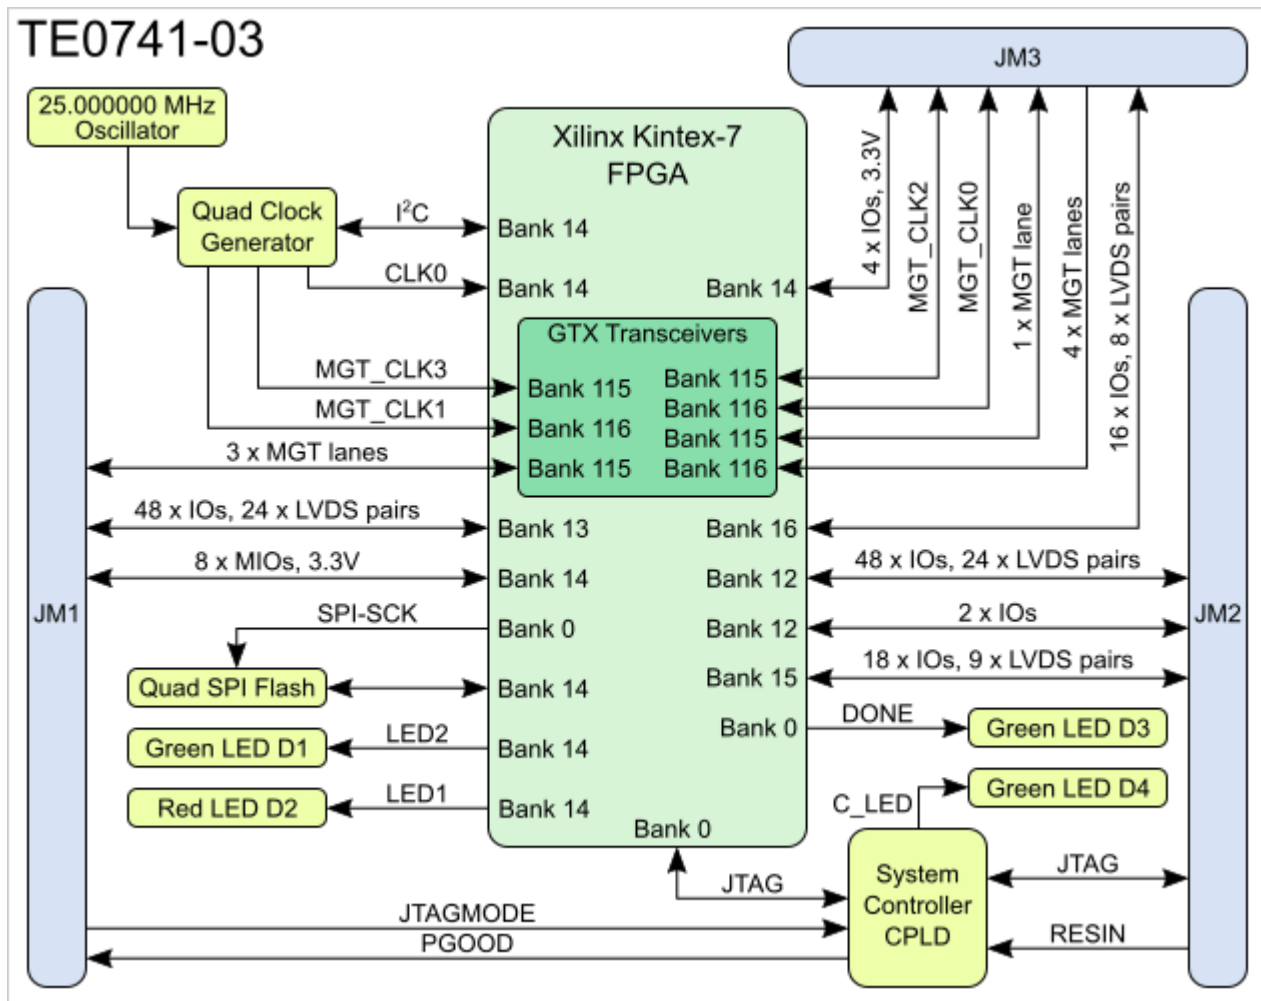 TE0741-03
25.000000 MHz
Oscillator
Quad Clock
Generator
I²C
CLK0
MGT_CLK3
MGT_CLK1
3 x MGT lanes
48 x IOs, 24 x LVDS pairs
8 x MIOs, 3.3V
SPI-SCK
Quad SPI Flash
Green LED D1
LED2
Red LED D2
LED1
JM1
Xilinx Kintex-7
FPGA
Bank 14
Bank 14
Bank 14
GTX Transceivers
Bank 115
Bank 116
Bank 115
Bank 115
Bank 116
Bank 115
Bank 116
Bank 13
Bank 14
Bank 0
Bank 14
Bank 14
Bank 14
Bank 16
Bank 12
Bank 12
Bank 15
Bank 0
Bank 0
JM3
4 x IOs, 3.3V
MGT_CLK2
MGT_CLK0
1 x MGT lane
4 x MGT lanes
16 x IOs, 8 x LVDS pairs
48 x IOs, 24 x LVDS pairs
2 x IOs
18 x IOs, 9 x LVDS pairs
DONE
Green LED D3
Green LED D4
C_LED
JM2
System
Controller
CPLD
JTAG
JTAG
RESIN
JTAGMODE
PGOOD